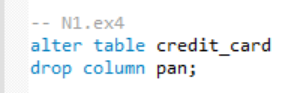 -- N1.ex4
alter table credit_card
drop column pan;